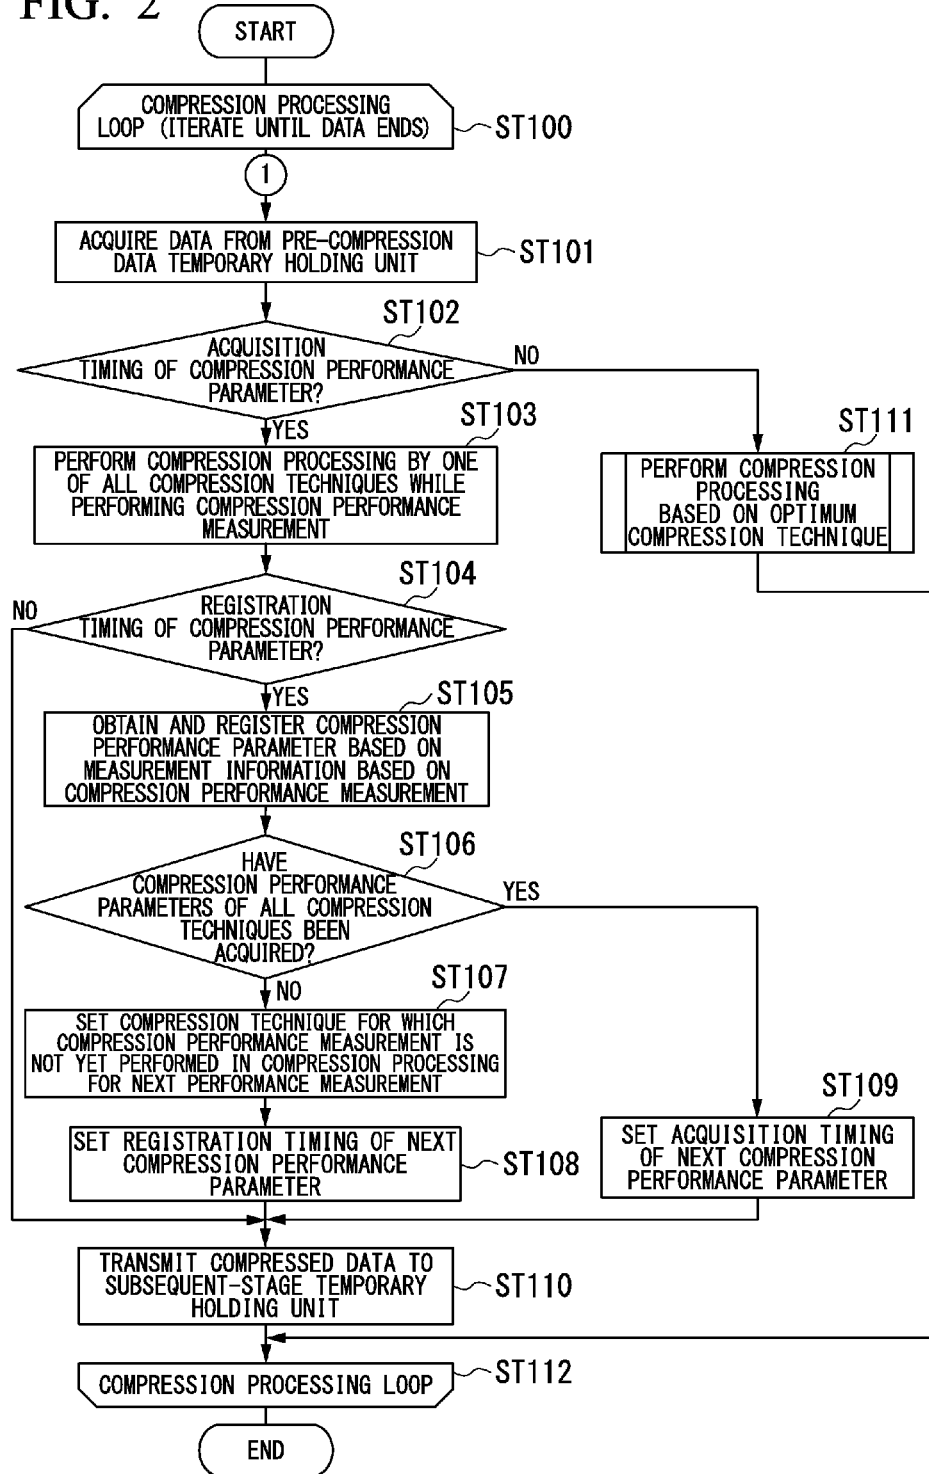 FIG. 2
START
COMPRESSION PROCESSING
LOOP (ITERATE UNTIL DATA ENDS)
ST100
1
ACQUIRE DATA FROM PRE-COMPRESSION
DATA TEMPORARY HOLDING UNIT
ST101
ST102
ACQUISITION
TIMING OF COMPRESSION PERFORMANCE
PARAMETER?
NO
YES
ST103
PERFORM COMPRESSION PROCESSING BY ONE
OF ALL COMPRESSION TECHNIQUES WHILE
PERFORMING COMPRESSION PERFORMANCE
MEASUREMENT
ST111
PERFORM COMPRESSION
PROCESSING
BASED ON OPTIMUM
COMPRESSION TECHNIQUE
ST104
REGISTRATION
TIMING OF COMPRESSION PERFORMANCE
PARAMETER?
NO
YES
ST105
OBTAIN AND REGISTER COMPRESSION
PERFORMANCE PARAMETER BASED ON
MEASUREMENT INFORMATION BASED ON
COMPRESSION PERFORMANCE MEASUREMENT
ST106
HAVE
COMPRESSION PERFORMANCE
PARAMETERS OF ALL COMPRESSION
TECHNIQUES BEEN
ACQUIRED?
YES
NO
ST107
SET COMPRESSION TECHNIQUE FOR WHICH
COMPRESSION PERFORMANCE MEASUREMENT IS
NOT YET PERFORMED IN COMPRESSION PROCESSING
FOR NEXT PERFORMANCE MEASUREMENT
SET REGISTRATION TIMING OF NEXT
COMPRESSION PERFORMANCE
PARAMETER
ST108
ST109
SET ACQUISITION TIMING
OF NEXT COMPRESSION
PERFORMANCE PARAMETER
TRANSMIT COMPRESSED DATA TO
SUBSEQUENT-STAGE TEMPORARY
HOLDING UNIT
ST110
COMPRESSION PROCESSING LOOP
ST112
END